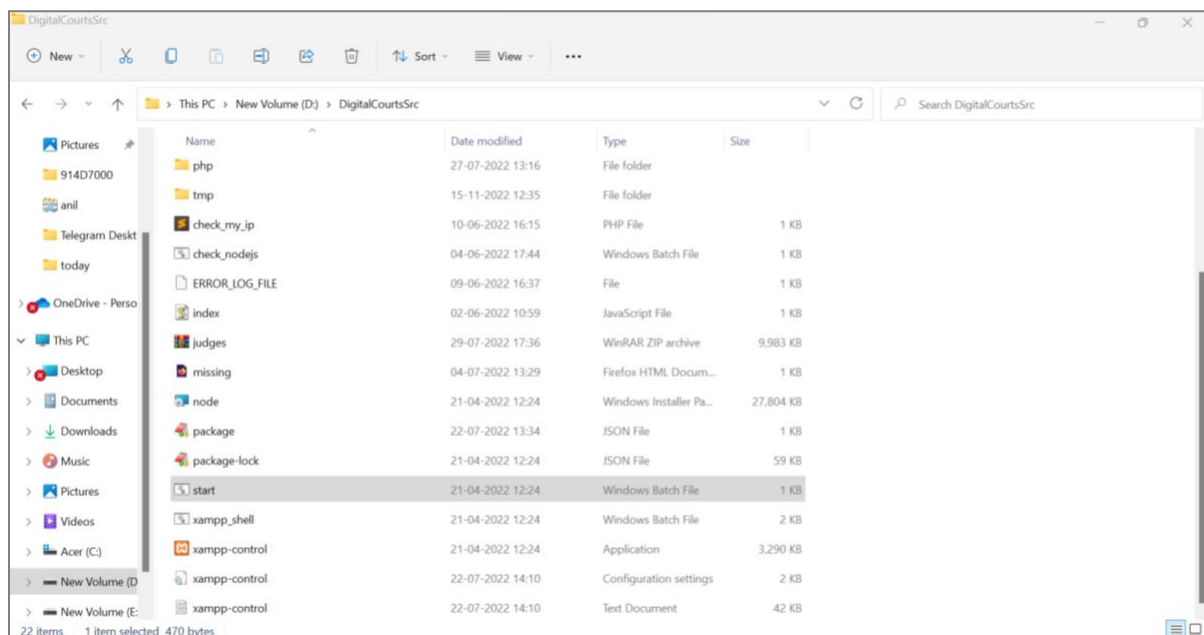 DigitalCourtsSrc
New Sort View
This PC > New Volume (D:) > DigitalCourtsSrc Search DigitalCourtsSrc
Pictures
914D7000
anil
Telegram Deskt
today
OneDrive - Perso
This PC
Desktop
Documents
Downloads
Music
Pictures
Videos
Acer (C:)
New Volume (D
New Volume (E:
Name Date modified Type Size
php 27-07-2022 13:16 File folder
tmp 15-11-2022 12:35 File folder
check_my_ip 10-06-2022 16:15 PHP File 1 KB
check_nodejs 04-06-2022 17:44 Windows Batch File 1 KB
ERROR_LOG_FILE 09-06-2022 16:37 File 1 KB
index 02-06-2022 10:59 JavaScript File 1 KB
judges 29-07-2022 17:36 WinRAR ZIP archive 9,983 KB
missing 04-07-2022 13:29 Firefox HTML Docum... 1 KB
node 21-04-2022 12:24 Windows Installer Pa... 27,804 KB
package 22-07-2022 13:34 JSON File 1 KB
package-lock 21-04-2022 12:24 JSON File 59 KB
start 21-04-2022 12:24 Windows Batch File 1 KB
xampp_shell 21-04-2022 12:24 Windows Batch File 2 KB
xampp-control 21-04-2022 12:24 Application 3,290 KB
xampp-control 22-07-2022 14:10 Configuration settings 2 KB
xampp-control 22-07-2022 14:10 Text Document 42 KB
22 items 1 item selected 470 bytes